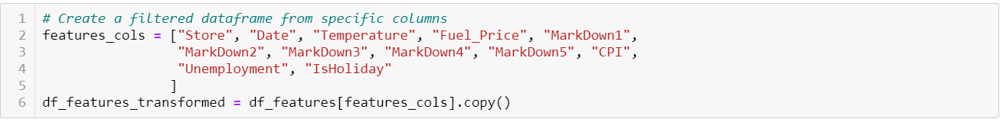 1 # Create a filtered dataframe from specific columns
2 features_cols = ["Store", "Date", "Temperature", "Fuel_Price", "MarkDown1",
3                  "MarkDown2", "MarkDown3", "MarkDown4", "MarkDown5", "CPI",
4                  "Unemployment", "IsHoliday"
5                 ]
6 df_features_transformed = df_features[features_cols].copy()